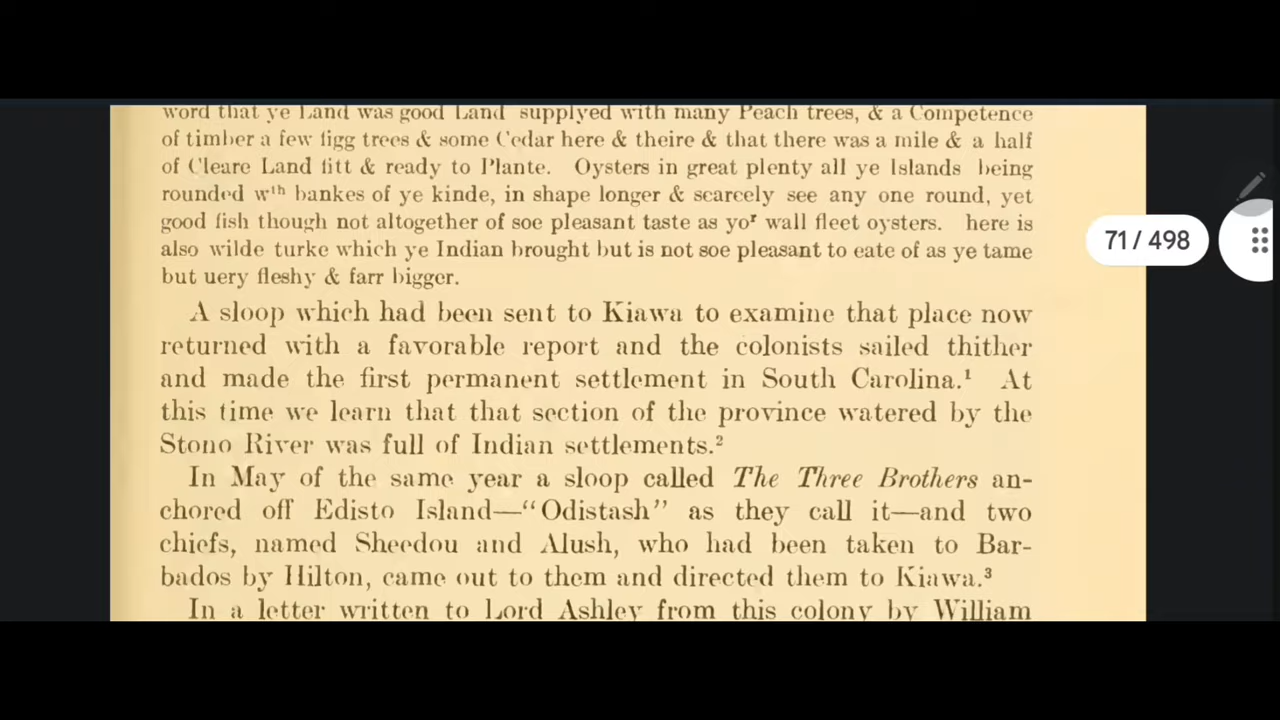 word that ye Land was good Land supplyed with many Peach trees, & a Competence
of timber a few figg trees & some Cedar here & theire & that there was a mile & a half
of Cleare Land fitt & ready to Plante. Oysters in great plenty all ye Islands being
rounded wᵗʰ bankes of ye kinde, in shape longer & scarcely see any one round, yet
good fish though not altogether of soe pleasant taste as yoʳ wall fleet oysters. here is
also wilde turke which ye Indian brought but is not soe pleasant to eate of as ye tame
but uery fleshy & farr bigger.
A sloop which had been sent to Kiawa to examine that place now
returned with a favorable report and the colonists sailed thither
and made the first permanent settlement in South Carolina.¹ At
this time we learn that that section of the province watered by the
Stono River was full of Indian settlements.²
In May of the same year a sloop called The Three Brothers an-
chored off Edisto Island—“Odistash” as they call it—and two
chiefs, named Sheedou and Alush, who had been taken to Bar-
bados by Hilton, came out to them and directed them to Kiawa.³
In a letter written to Lord Ashley from this colony by William
71 / 498